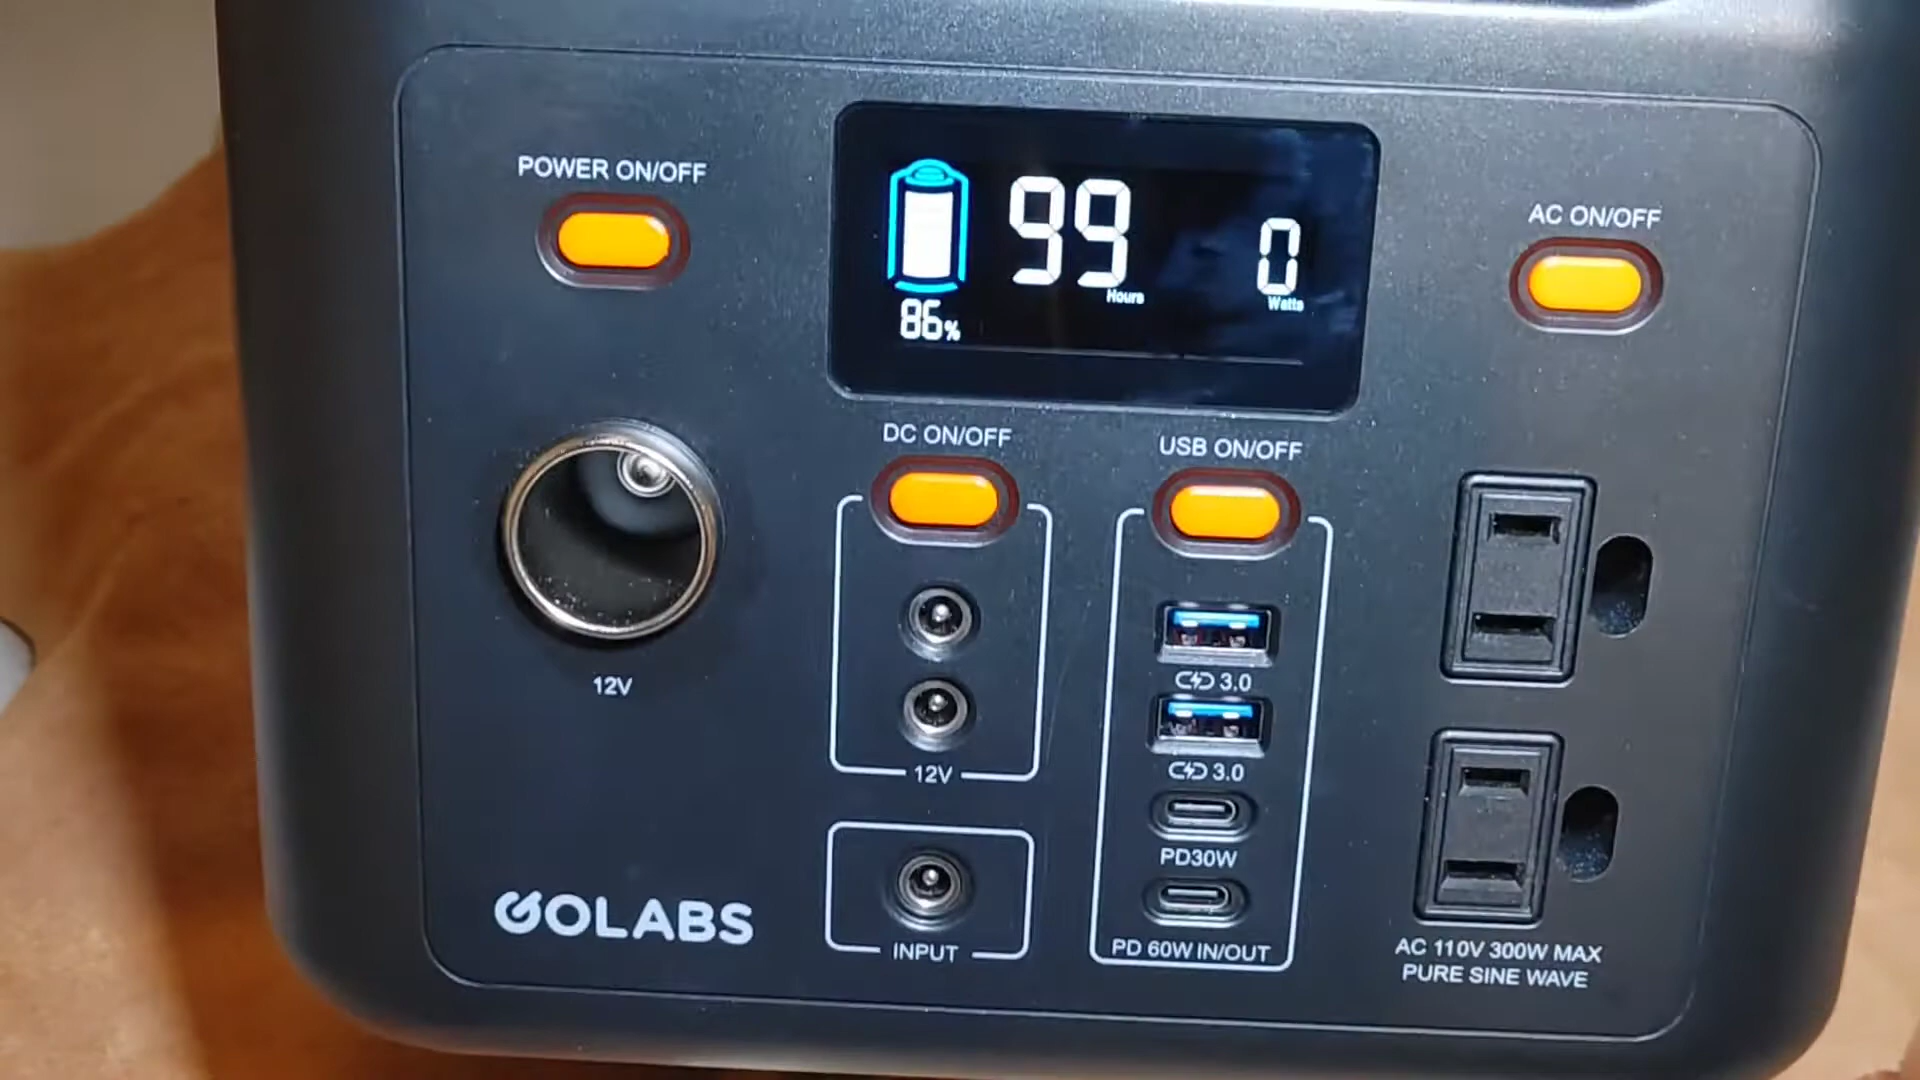 POWER ON/OFF
99
Hours
0
Watts
86%
AC ON/OFF
DC ON/OFF
USB ON/OFF
12V
3.0
12V
3.0
PD30W
GOLABS
INPUT
PD 60W IN/OUT
AC 110V 300W MAX
PURE SINE WAVE